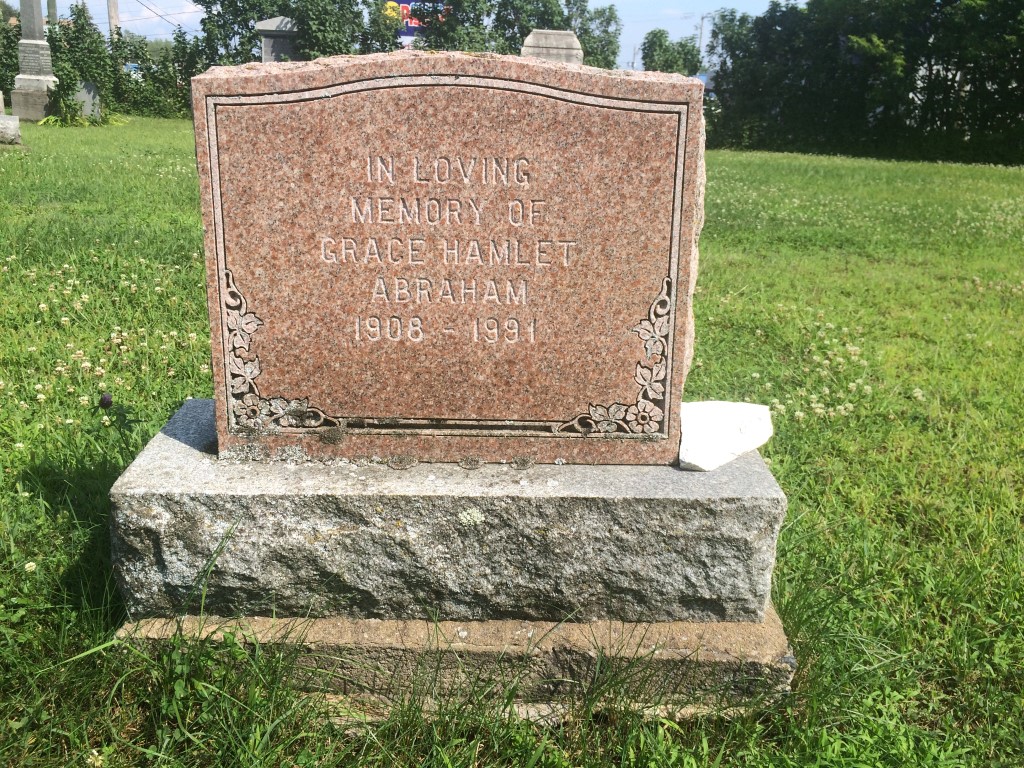 IN LOVING
MEMORY OF
GRACE HAMLET
ABRAHAM
1908 - 1991